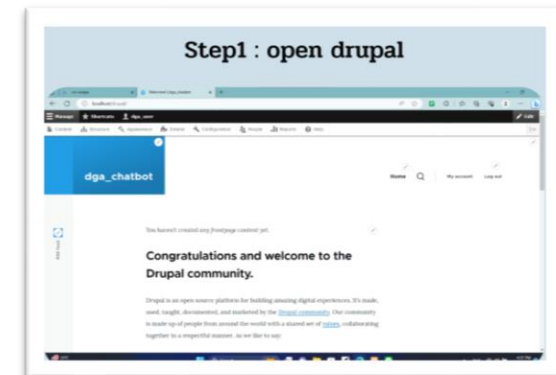 Step1 : open drupal
localhost/drupal/
Manage Shortcuts dga_user Edit
Content Structure Appearance Extend Configuration People Reports Help
dga_chatbot
Home My account Log out
You haven't created any frontpage content yet.
Congratulations and welcome to the
Drupal community.
Drupal is an open source platform for building amazing digital experiences. It's made,
used, taught, documented, and marketed by the Drupal community. Our community
is made up of people from around the world with a shared set of values, collaborating
together in a respectful manner. As we like to say: